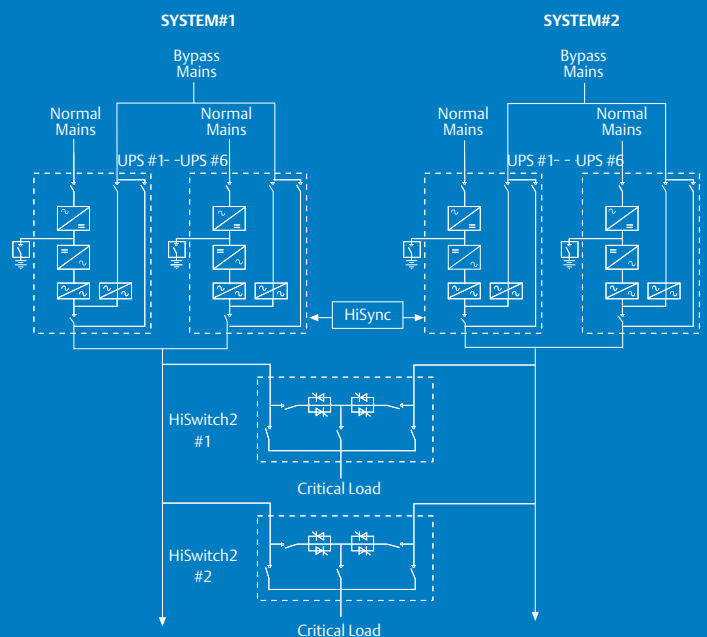 SYSTEM#1
SYSTEM#2
Bypass
Mains
Bypass
Mains
Normal
Mains
Normal
Mains
Normal
Mains
Normal
Mains
UPS #1- -UPS #6
UPS #1- - UPS #6
HiSync
HiSwitch2
#1
Critical Load
HiSwitch2
#2
Critical Load